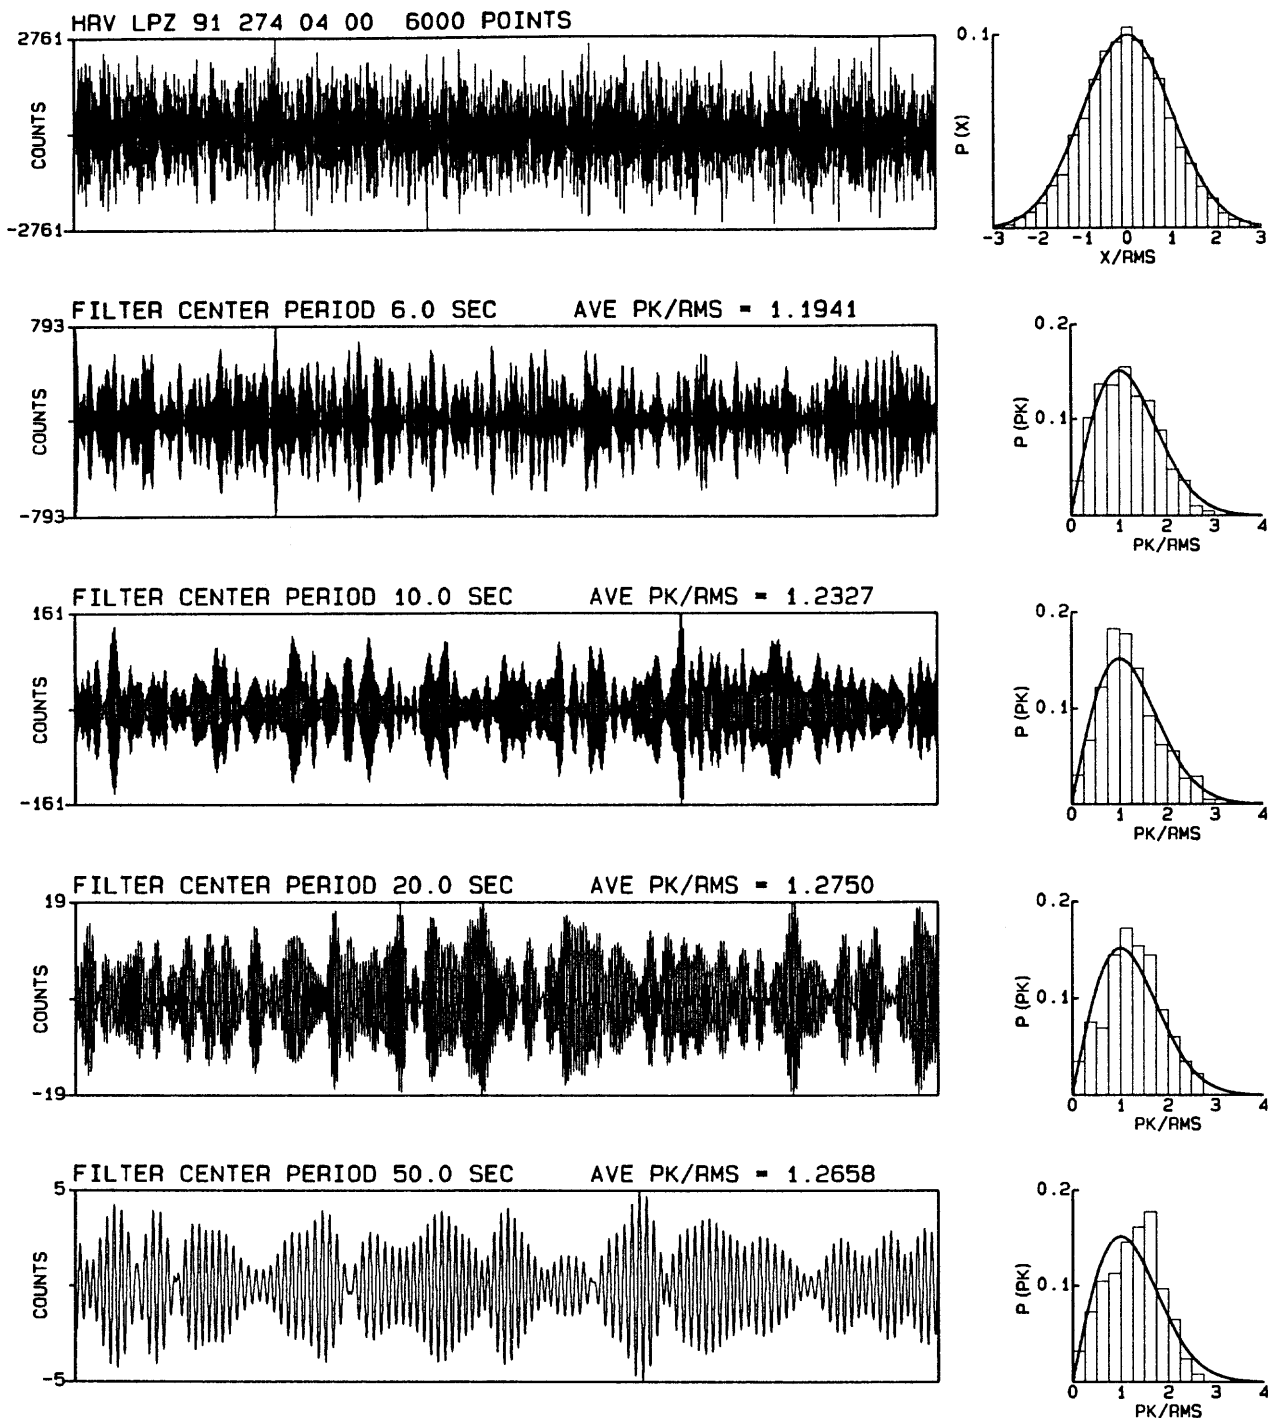 HRV LPZ 91 274 04 00 6000 POINTS
2761
COUNTS
-2761
0.1
P (X)
-3 -2 -1 0 1 2 3
X/RMS
FILTER CENTER PERIOD 6.0 SEC AVE PK/RMS = 1.1941
793
COUNTS
-793
0.2
0.1
P (PK)
0 1 2 3 4
PK/RMS
FILTER CENTER PERIOD 10.0 SEC AVE PK/RMS = 1.2327
161
COUNTS
-161
0.2
0.1
P (PK)
0 1 2 3 4
PK/RMS
FILTER CENTER PERIOD 20.0 SEC AVE PK/RMS = 1.2750
19
COUNTS
-19
0.2
0.1
P (PK)
0 1 2 3 4
PK/RMS
FILTER CENTER PERIOD 50.0 SEC AVE PK/RMS = 1.2658
5
COUNTS
-5
0.2
0.1
P (PK)
0 1 2 3 4
PK/RMS